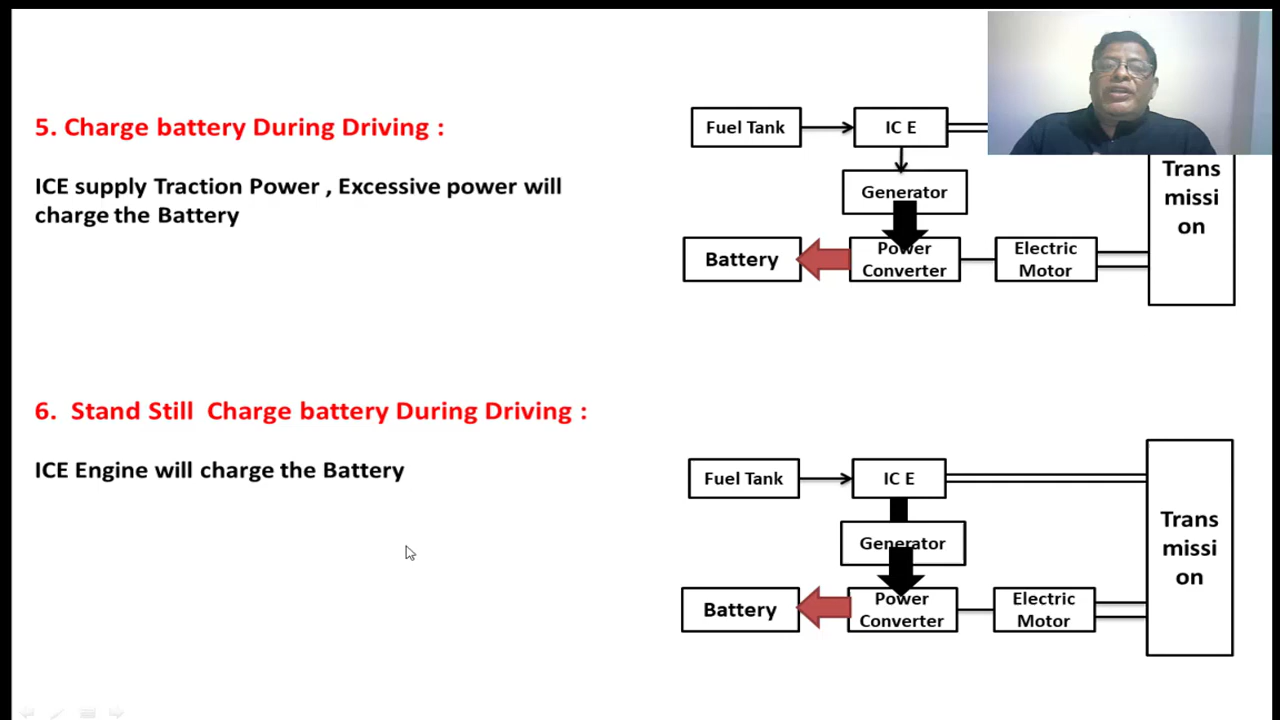 5. Charge battery During Driving :
ICE supply Traction Power , Excessive power will
charge the Battery
Fuel Tank
IC E
Generator
Battery
Power
Converter
Electric
Motor
Trans
missi
on
6. Stand Still Charge battery During Driving :
ICE Engine will charge the Battery
Fuel Tank
IC E
Generator
Battery
Power
Converter
Electric
Motor
Trans
missi
on